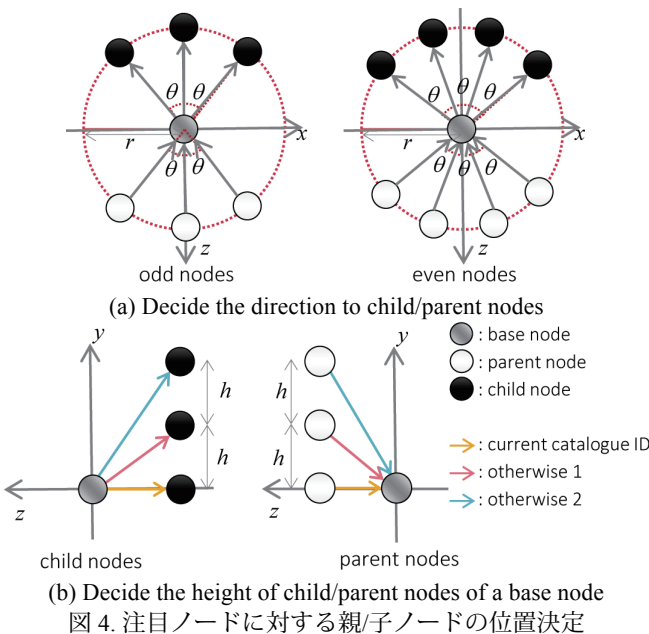 θ θ
θ θ θ
x
x
r
r
θ θ
θ θ θ
z
z
odd nodes
even nodes
(a) Decide the direction to child/parent nodes
y
y
: base node
: parent node
: child node
h
h
h
h
: current catalogue ID
: otherwise 1
: otherwise 2
z
z
child nodes
parent nodes
(b) Decide the height of child/parent nodes of a base node
図 4. 注目ノードに対する親/子ノードの位置決定